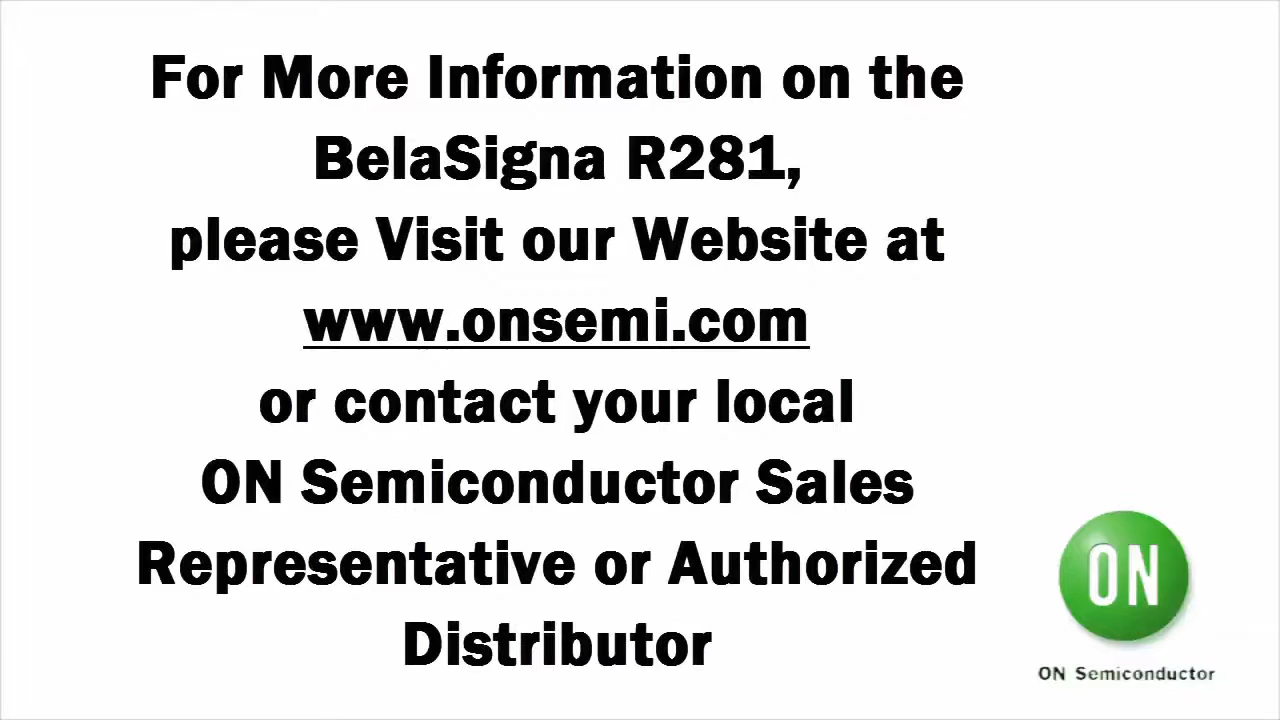 For More Information on the
BelaSigna R281,
please Visit our Website at
www.onsemi.com
or contact your local
ON Semiconductor Sales
Representative or Authorized
Distributor
ON
ON Semiconductor